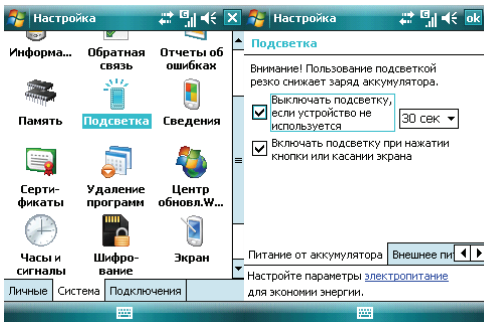 Настройка
Информа... Обратная связь Отчеты об ошибках
Память Подсветка Сведения
Серти-
фикаты Удаление программ Центр обновл.W...
Часы и сигналы Шифро-
вание Экран
Личные Система Подключения
Настройка ok
Подсветка
Внимание! Пользование подсветкой
резко снижает заряд аккумулятора.
Выключать подсветку,
если устройство не
используется
30 сек
Включать подсветку при нажатии
кнопки или касании экрана
Питание от аккумулятора Внешнее пит
Настройте параметры электропитание
для экономии энергии.